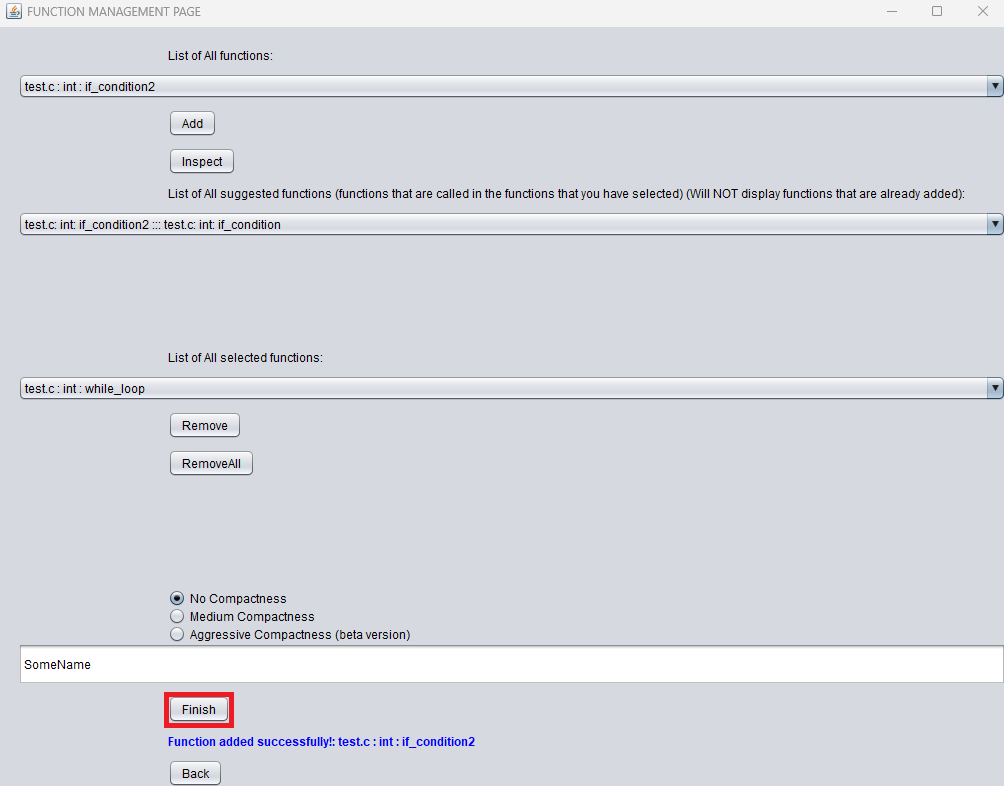 FUNCTION MANAGEMENT PAGE
List of All functions:
test.c : int : if_condition2
Add
Inspect
List of All suggested functions (functions that are called in the functions that you have selected) (Will NOT display functions that are already added):
test.c: int: if_condition2 ::: test.c: int: if_condition
List of All selected functions:
test.c : int : while_loop
Remove
RemoveAll
No Compactness
Medium Compactness
Aggressive Compactness (beta version)
SomeName
Finish
Function added successfully!: test.c : int : if_condition2
Back